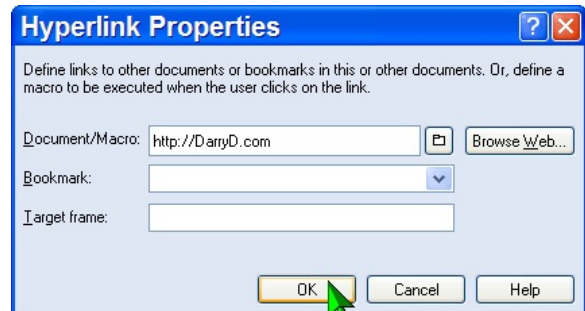 Hyperlink Properties
Define links to other documents or bookmarks in this or other documents. Or, define a
macro to be executed when the user clicks on the link.
Document/Macro: http://DarryD.com Browse Web...
Bookmark:
Target frame:
OK Cancel Help